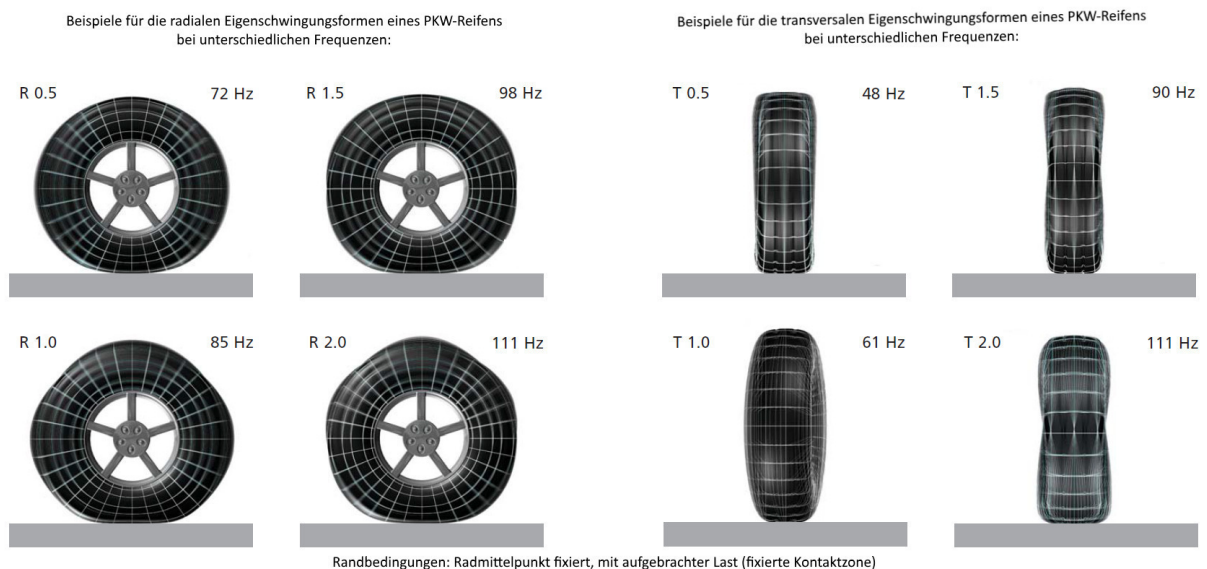 Beispiele für die radialen Eigenschwingungsformen eines PKW-Reifens
bei unterschiedlichen Frequenzen:
R 0.5 72 Hz
R 1.5 98 Hz
R 1.0 85 Hz
R 2.0 111 Hz
Beispiele für die transversalen Eigenschwingungsformen eines PKW-Reifens
bei unterschiedlichen Frequenzen:
T 0.5 48 Hz
T 1.5 90 Hz
T 1.0 61 Hz
T 2.0 111 Hz
Randbedingungen: Radmittelpunkt fixiert, mit aufgebrachter Last (fixierte Kontaktzone)